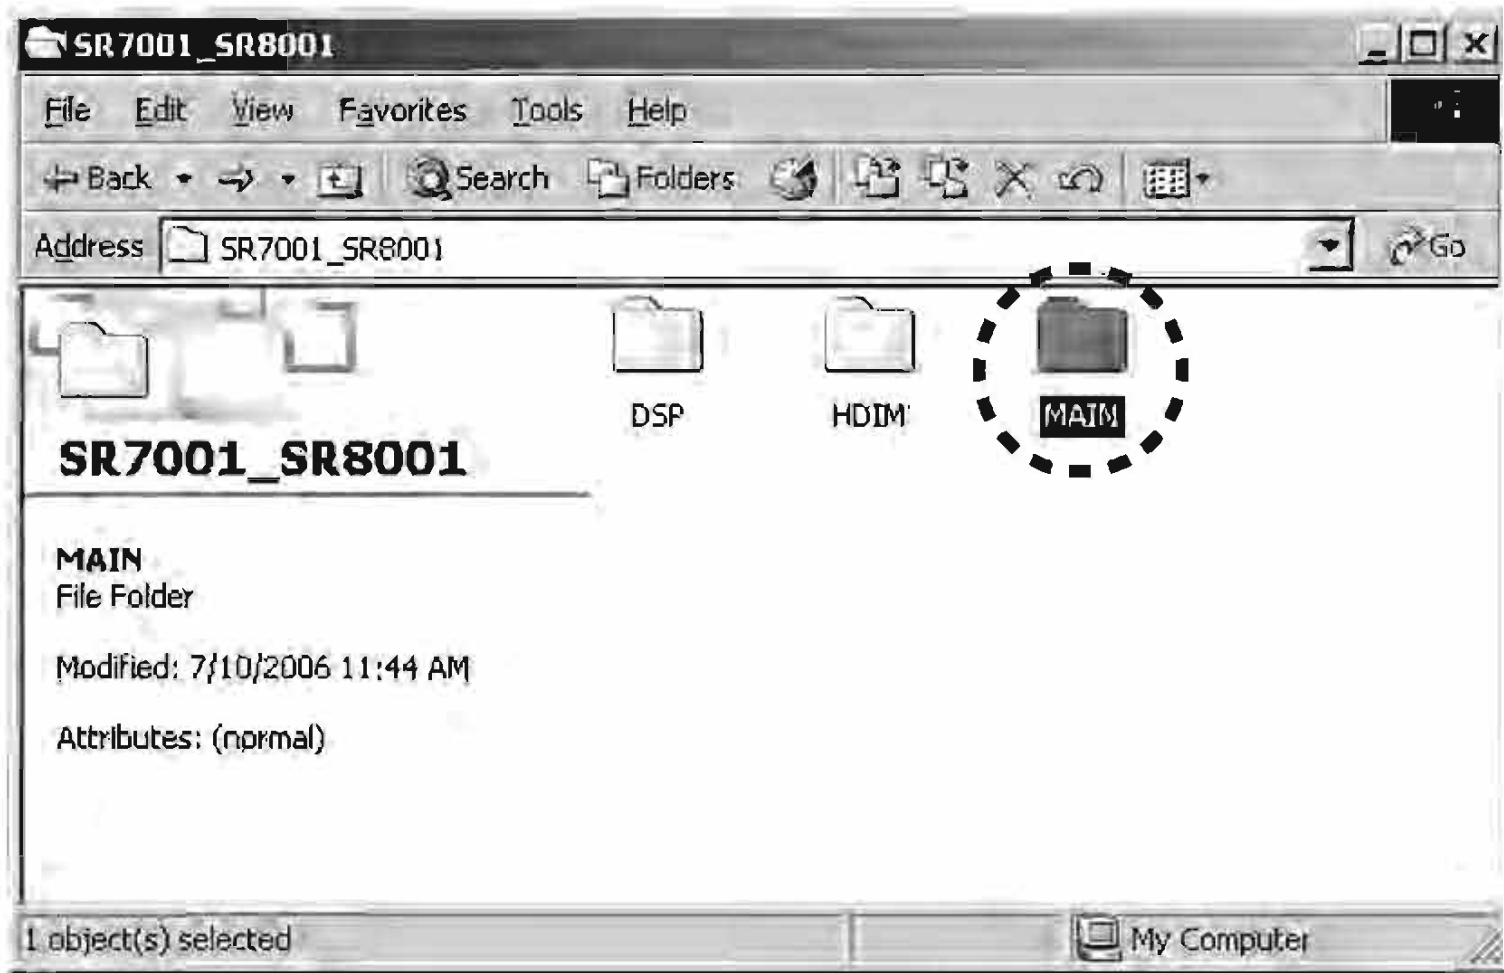 SR7001_SR8001
File Edit View Favorites Tools Help
Back Search Folders
Address SR7001_SR8001 Go
DSP HDIM MAIN
SR7001_SR8001
MAIN
File Folder
Modified: 7/10/2006 11:44 AM
Attributes: (normal)
1 object(s) selected My Computer